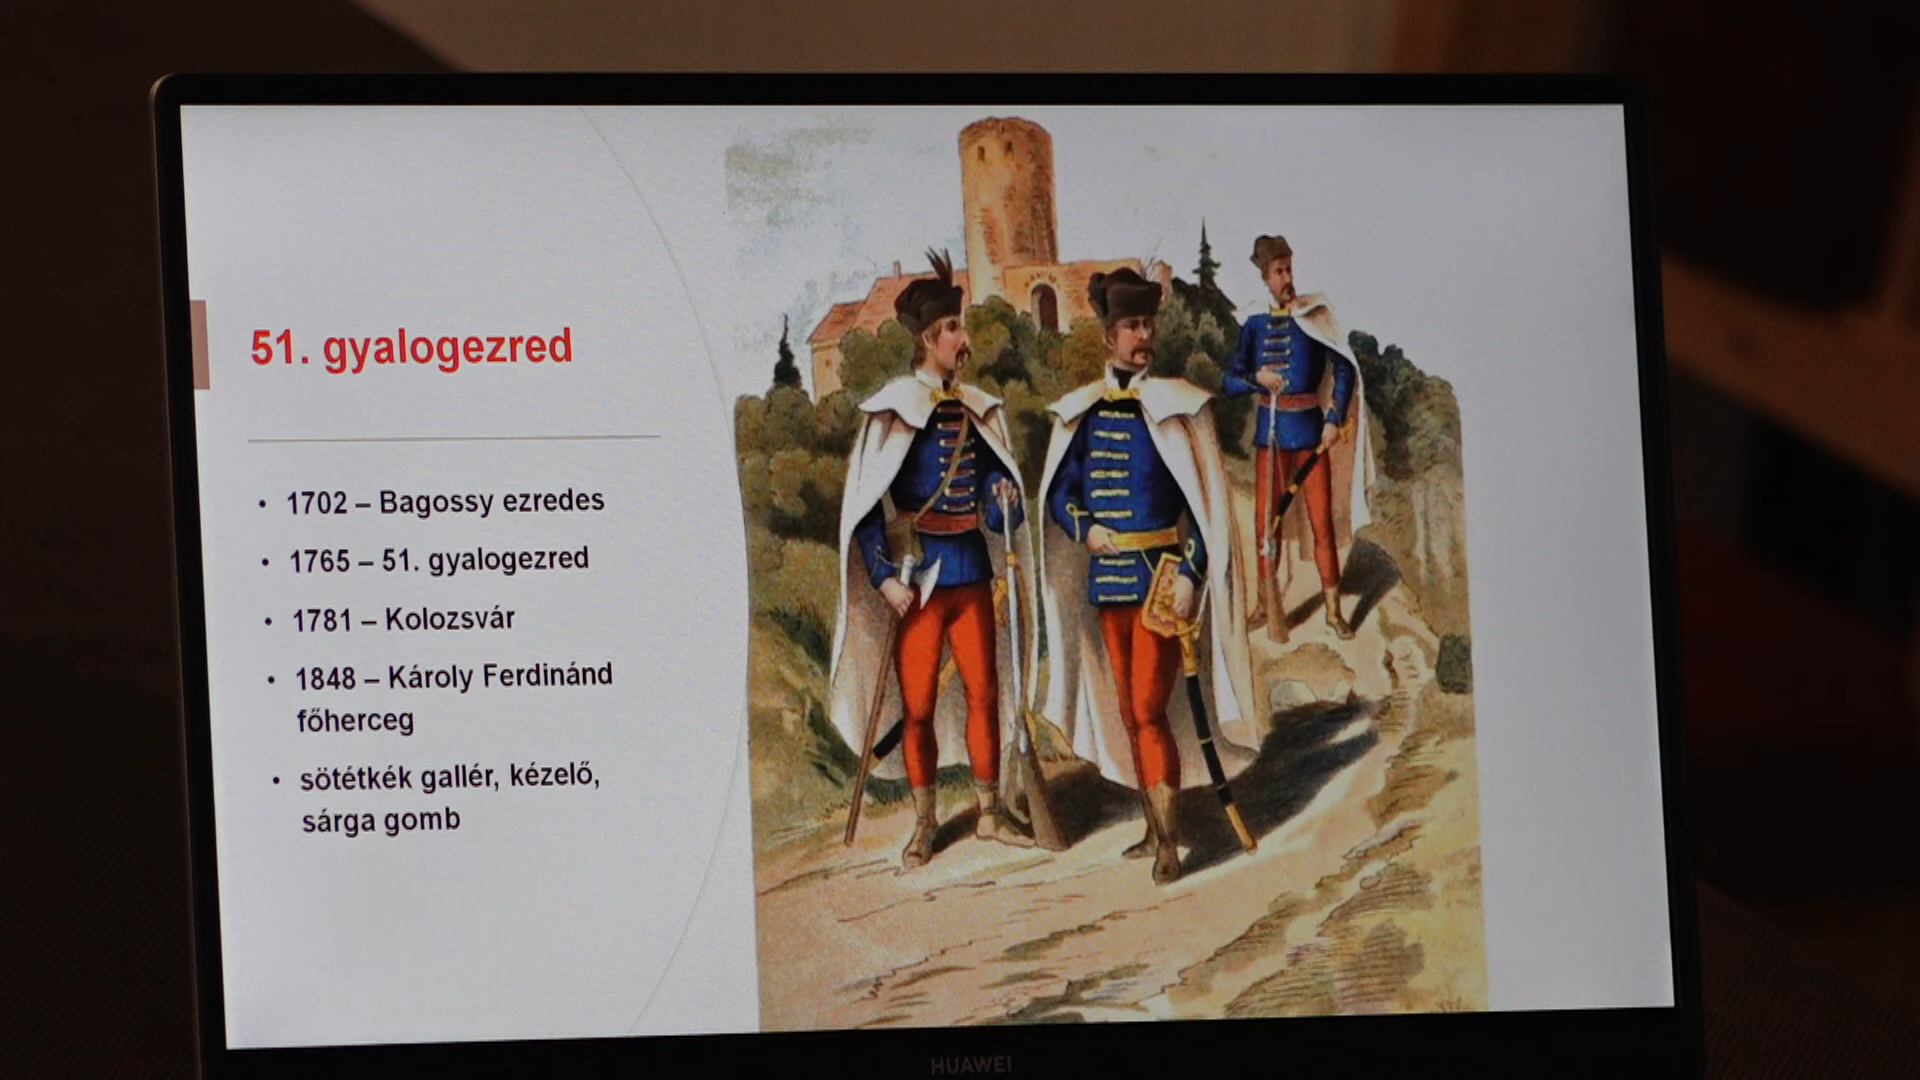 51. gyalogezred
• 1702 – Bagossy ezredes
• 1765 – 51. gyalogezred
• 1781 – Kolozsvár
• 1848 – Károly Ferdinánd
főherceg
• sötétkék gallér, kézelő,
sárga gomb
HUAWEI